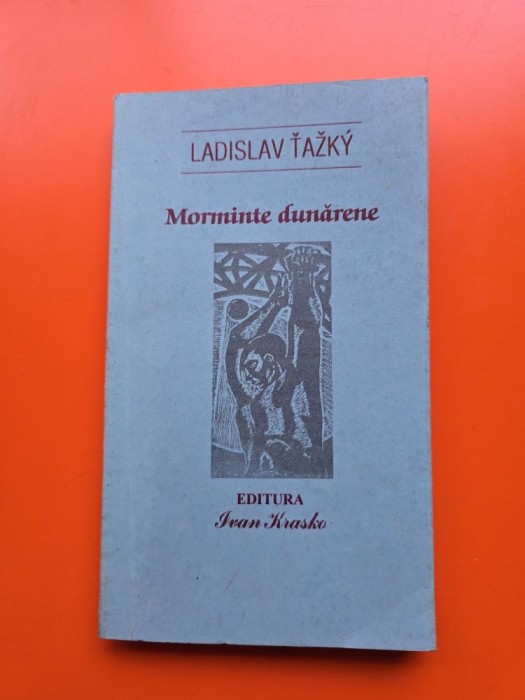 LADISLAV ŤAŽKÝ
Morminte dunărene
EDITURA
Ivan Krasko